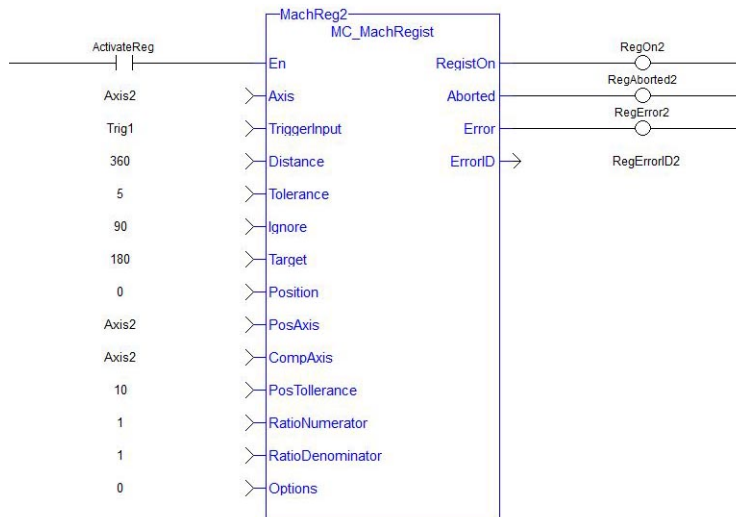 MachReg2
MC_MachRegist
ActivateReg
En
RegistOn
RegOn2
Axis2
Axis
Aborted
RegAborted2
Trig1
TriggerInput
Error
RegError2
360
Distance
ErrorID
RegErrorID2
5
Tolerance
90
Ignore
180
Target
0
Position
Axis2
PosAxis
Axis2
CompAxis
10
PosTollerance
1
RatioNumerator
1
RatioDenominator
0
Options